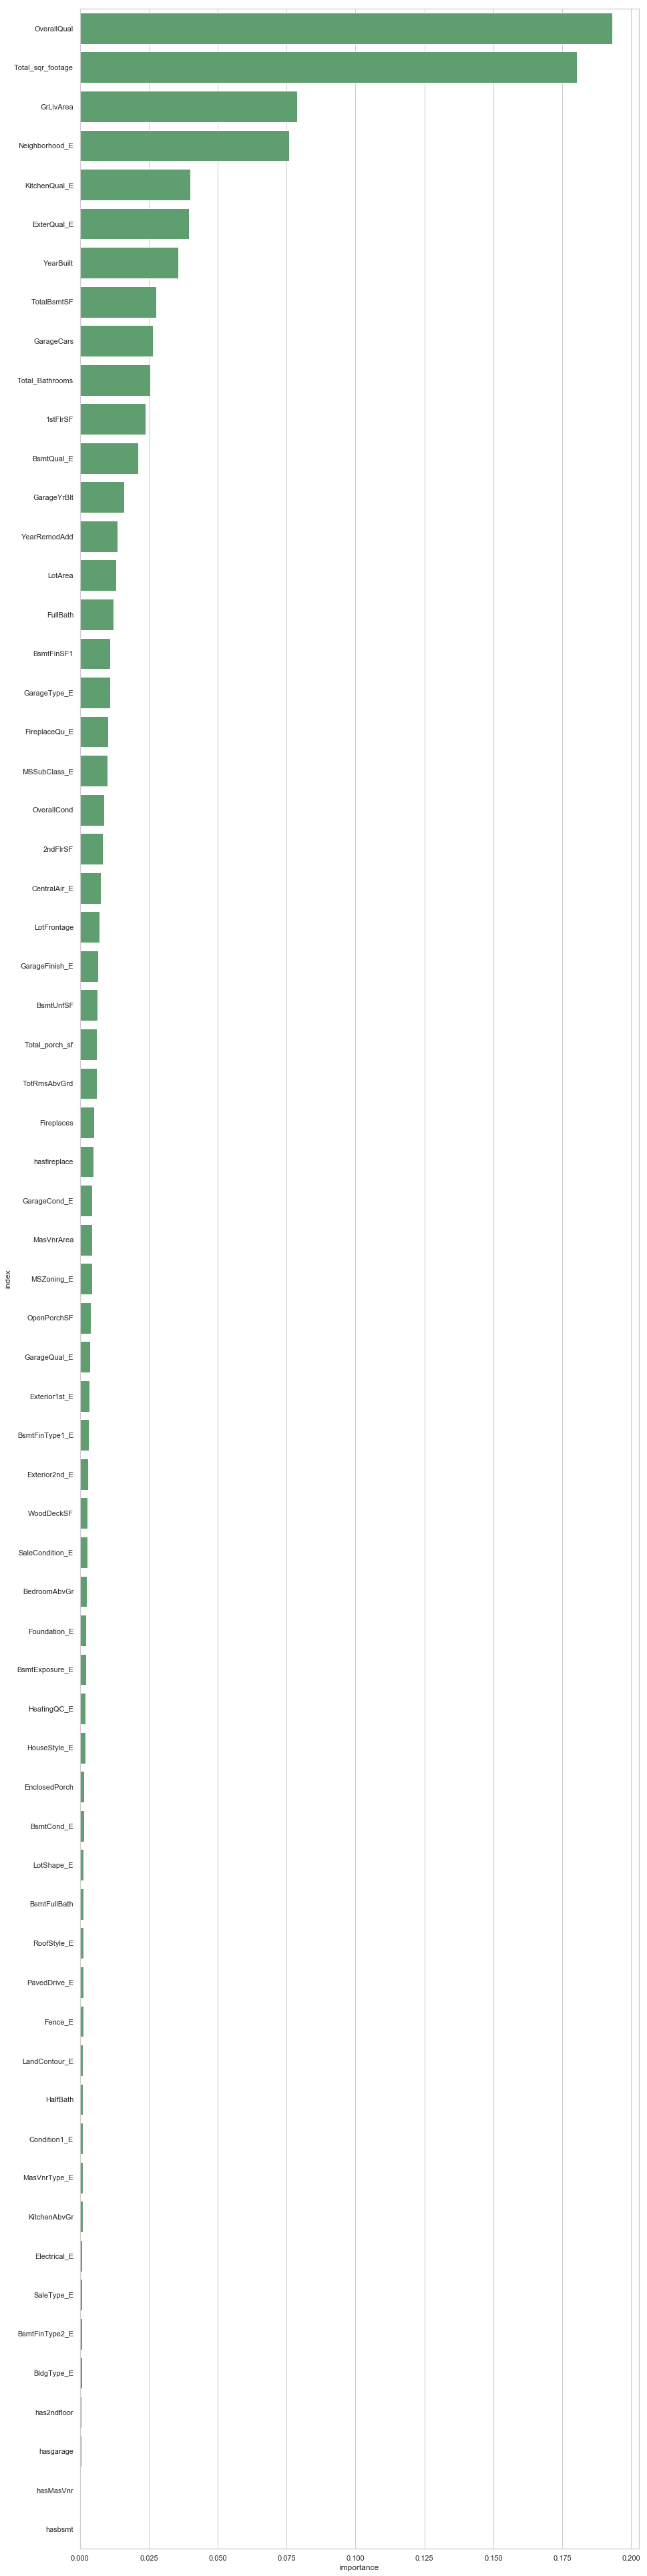 OverallQual
Total_sqr_footage
GrLivArea
Neighborhood_E
KitchenQual_E
ExterQual_E
YearBuilt
TotalBsmtSF
GarageCars
Total_Bathrooms
1stFlrSF
BsmtQual_E
GarageYrBlt
YearRemodAdd
LotArea
FullBath
BsmtFinSF1
GarageType_E
FireplaceQu_E
MSSubClass_E
OverallCond
2ndFlrSF
CentralAir_E
LotFrontage
GarageFinish_E
BsmtUnfSF
Total_porch_sf
TotRmsAbvGrd
Fireplaces
hasfireplace
GarageCond_E
MasVnrArea
index
MSZoning_E
OpenPorchSF
GarageQual_E
Exterior1st_E
BsmtFinType1_E
Exterior2nd_E
WoodDeckSF
SaleCondition_E
BedroomAbvGr
Foundation_E
BsmtExposure_E
HeatingQC_E
HouseStyle_E
EnclosedPorch
BsmtCond_E
LotShape_E
BsmtFullBath
RoofStyle_E
PavedDrive_E
Fence_E
LandContour_E
HalfBath
Condition1_E
MasVnrType_E
KitchenAbvGr
Electrical_E
SaleType_E
BsmtFinType2_E
BldgType_E
has2ndfloor
hasgarage
hasMasVnr
hasbsmt
0.000 0.025 0.050 0.075 0.100 0.125 0.150 0.175 0.200
importance